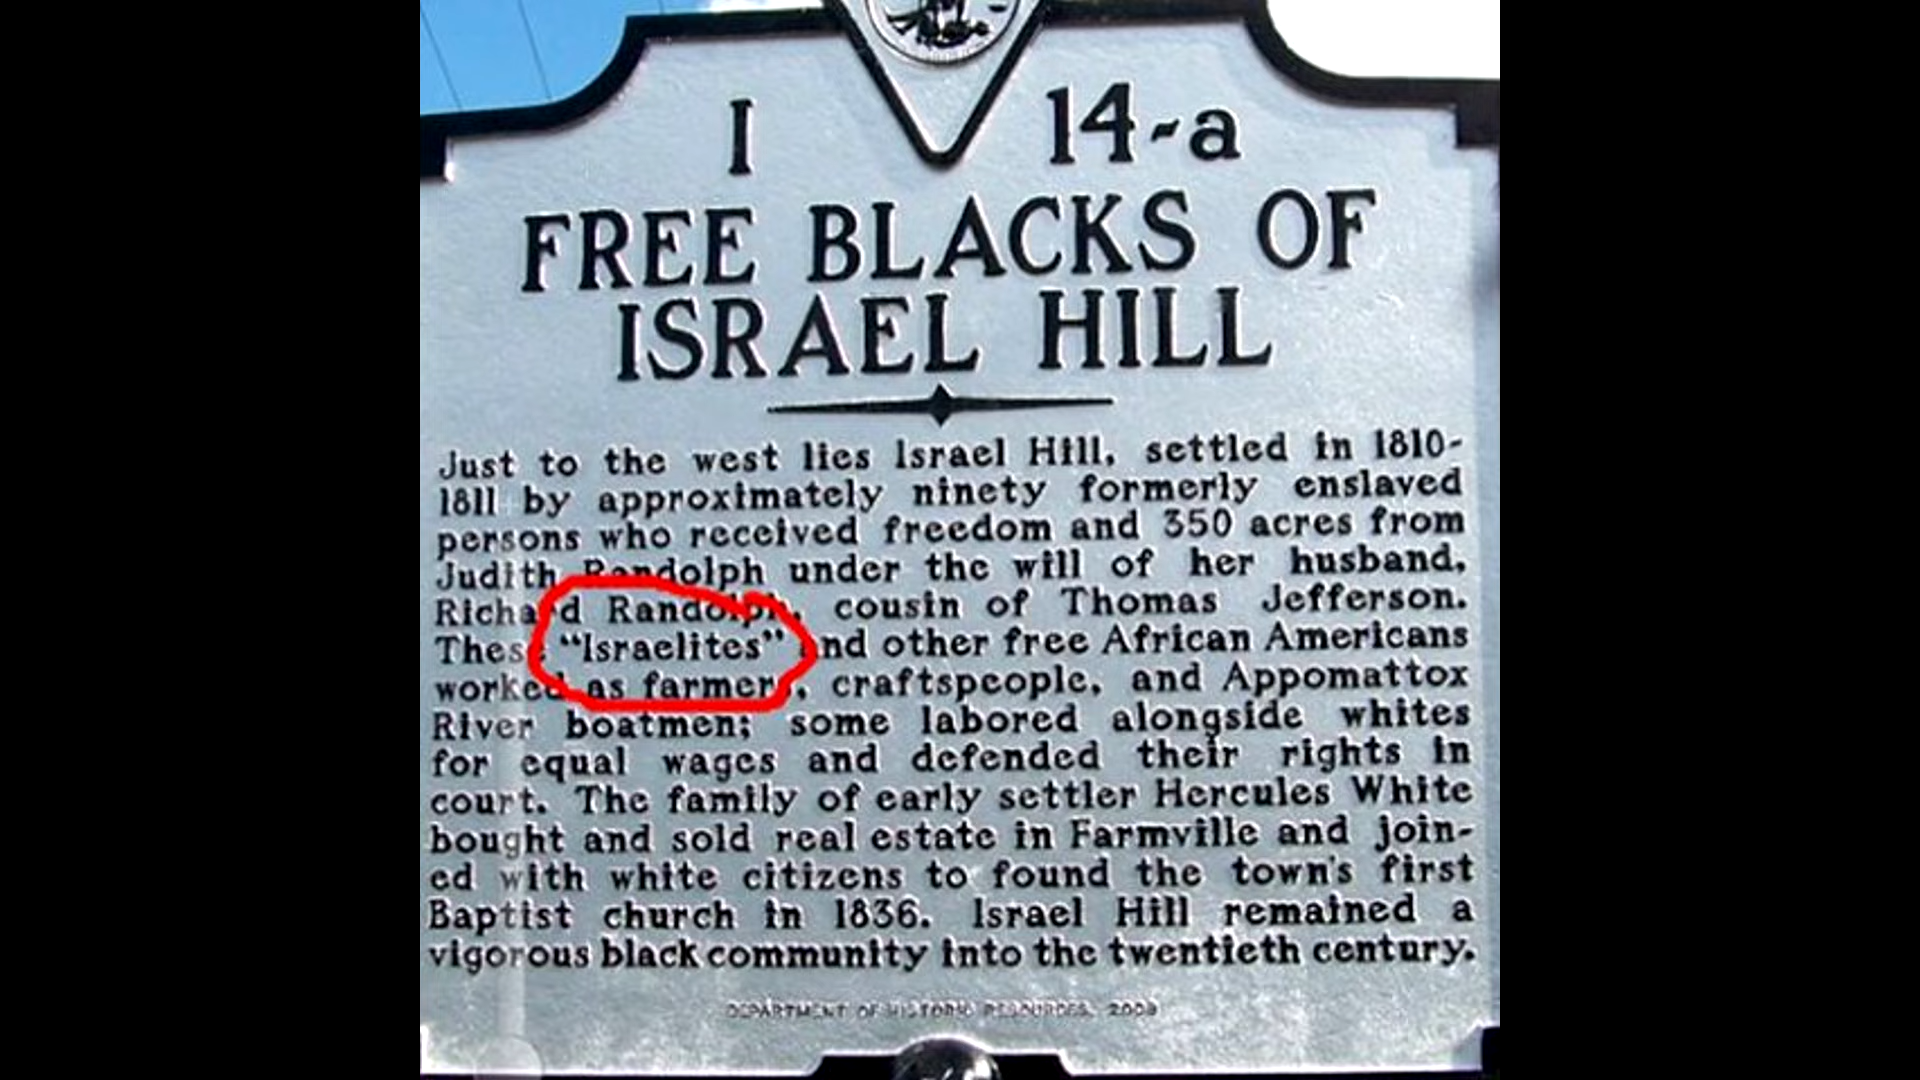 I 14-a
FREE BLACKS OF
ISRAEL HILL
Just to the west lies Israel Hill, settled in 1810-
1811 by approximately ninety formerly enslaved
persons who received freedom and 350 acres from
Judith Randolph under the will of her husband,
Richard Randolph, cousin of Thomas Jefferson.
These "Israelites" and other free African Americans
worked as farmers, craftspeople, and Appomattox
River boatmen; some labored alongside whites
for equal wages and defended their rights in
court. The family of early settler Hercules White
bought and sold real estate in Farmville and join-
ed with white citizens to found the town's first
Baptist church in 1836. Israel Hill remained a
vigorous black community into the twentieth century.
DEPARTMENT OF HISTORIC RESOURCES,